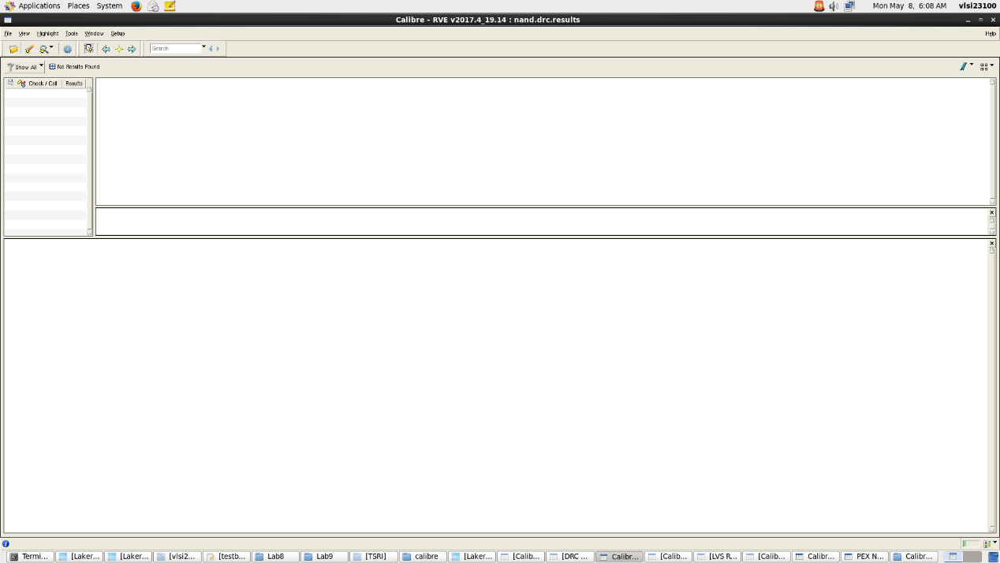 Applications Places System Mon May 8, 6:08 AM vlsi23100
Calibre - RVE v2017.4_19.14 : nand.drc.results
File View Highlight Tools Window Setup Help
Search
Show All No Results Found
Check / Cell Results
Termi... [Laker... [Laker... [vlsi2... [testb... Lab8 Lab9 [TSRI] calibre [Laker... [Calib... [DRC ... Calibr... [Calib... [LVS R... [Calib... Calibr... PEX N... Calibr...